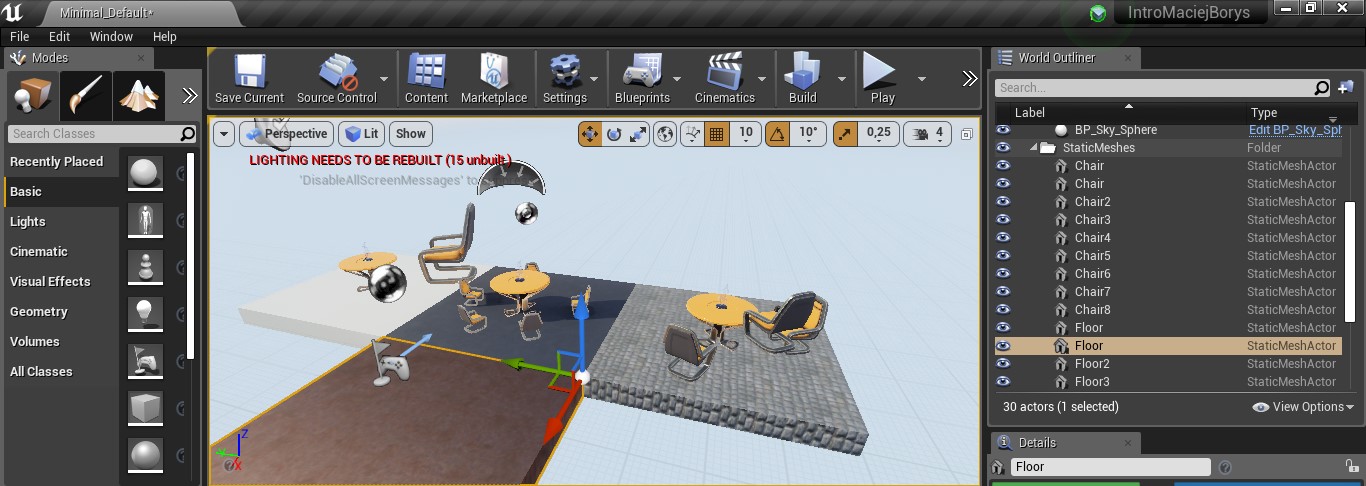 Minimal_Default*
IntroMaciejBorys
File Edit Window Help
Modes
World Outliner
Save Current
Source Control
Content
Marketplace
Settings
Blueprints
Cinematics
Build
Play
Search Classes
Recently Placed
Basic
Lights
Cinematic
Visual Effects
Geometry
Volumes
All Classes
Perspective Lit Show 10 10° 0,25 4
LIGHTING NEEDS TO BE REBUILT (15 unbuilt)
'DisableAllScreenMessages' to
Z
X
Search...
Label Type
BP_Sky_Sphere Edit BP_Sky_Sph
StaticMeshes Folder
Chair StaticMeshActor
Chair StaticMeshActor
Chair2 StaticMeshActor
Chair3 StaticMeshActor
Chair4 StaticMeshActor
Chair5 StaticMeshActor
Chair6 StaticMeshActor
Chair7 StaticMeshActor
Chair8 StaticMeshActor
Floor StaticMeshActor
Floor StaticMeshActor
Floor2 StaticMeshActor
Floor3 StaticMeshActor
30 actors (1 selected) View Options
Details
Floor